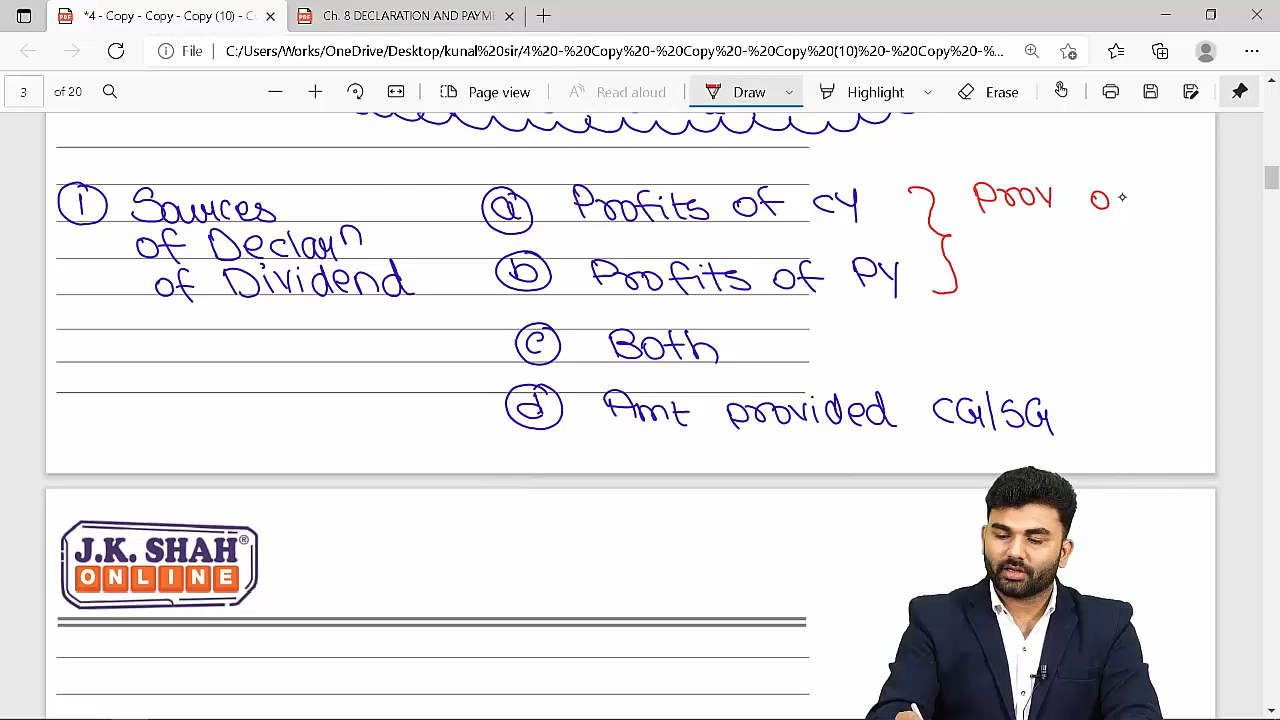 *4 - Copy - Copy - Copy (10) - C
Ch. 8 DECLARATION AND PAYME
File C:/Users/Works/OneDrive/Desktop/kunal%20sir/4%20-%20Copy%20-%20Copy%20-%20Copy%20(10)%20-%20Copy%20-%...
3 of 20 Page view Read aloud Draw Highlight Erase
① Sources
of Declarn
of Dividend
ⓐ Profits of CY
ⓑ Profits of PY
Prov o
ⓒ Both
ⓓ Amt provided CG/SG
J.K. SHAH®
ONLINE